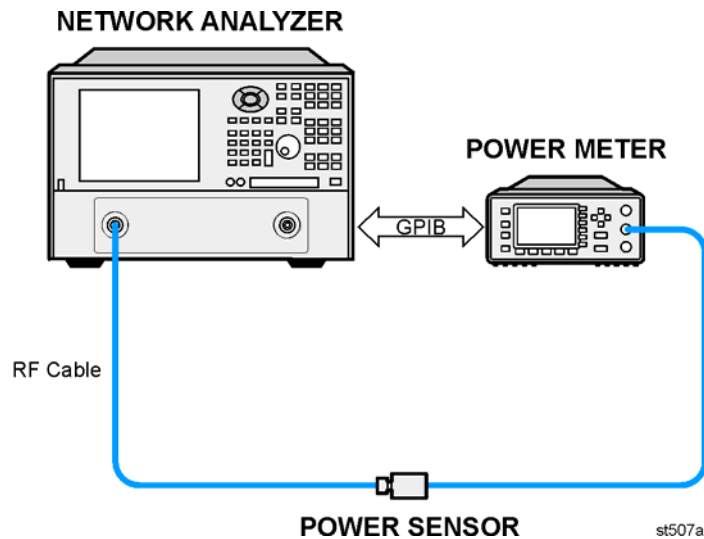 NETWORK ANALYZER
POWER METER
GPIB
RF Cable
POWER SENSOR
st507a